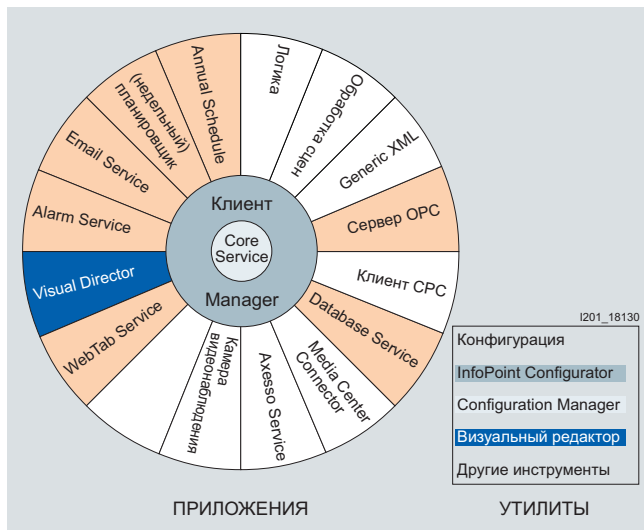 Логика
Обработка сцен
Generic XML
Сервер ОРС
Клиент СРС
Database Service
Media Center
Connector
Axesso Service
Камера
видеонаблюдения
WebTab Service
Visual Director
Alarm Service
Email Service
(недельный)
планировщик
Annual Schedule
Клиент
Core
Service
Manager
I201_18130
Конфигурация
InfoPoint Configurator
Configuration Manager
Визуальный редактор
Другие инструменты
ПРИЛОЖЕНИЯ
УТИЛИТЫ